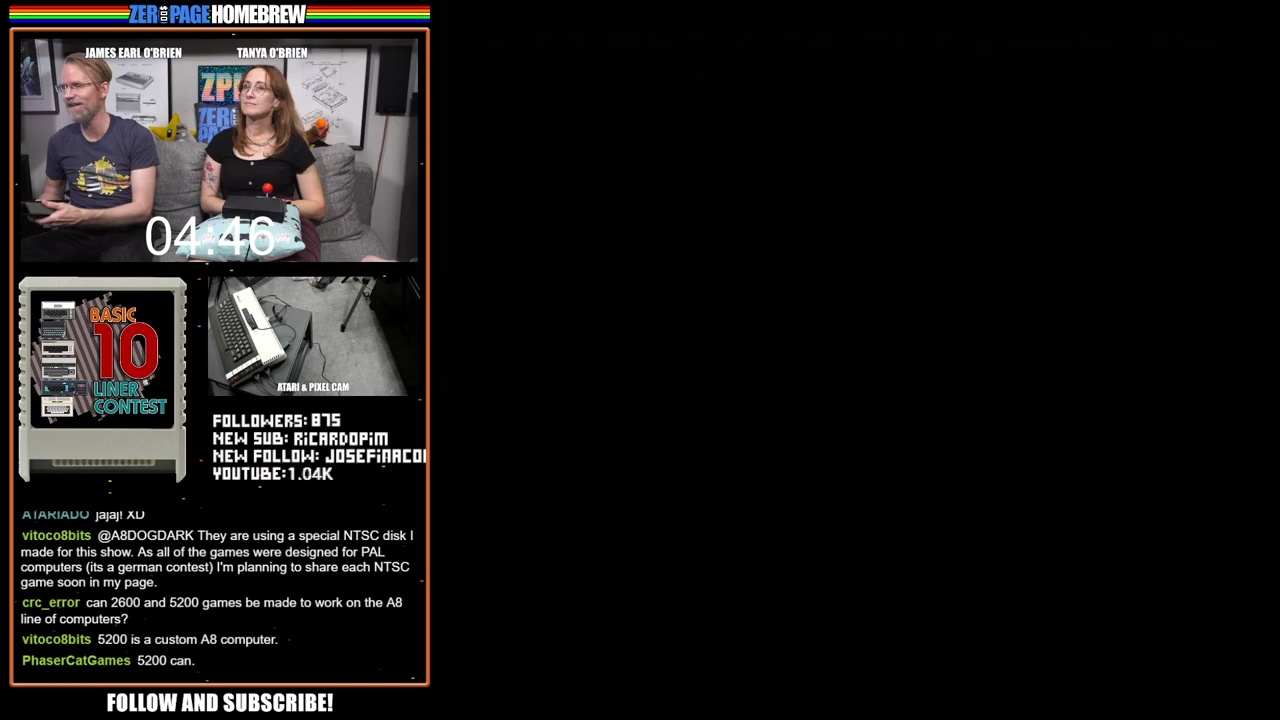 ZEROPAGE HOMEBREW
JAMES EARL O'BRIEN
TANYA O'BRIEN
ZP
ZERO
PAGE
04:46
BASIC
10
LINER
CONTEST
ATARI & PIXEL CAM
FOLLOWERS: 875
NEW SUB: RICARDOPIM
NEW FOLLOW: JOSEFINACO
YOUTUBE:1.04K
ATARIADO jajaj! XD
vitoco8bits @A8DOGDARK They are using a special NTSC disk I
made for this show. As all of the games were designed for PAL
computers (its a german contest) I'm planning to share each NTSC
game soon in my page.
crc_error can 2600 and 5200 games be made to work on the A8
line of computers?
vitoco8bits 5200 is a custom A8 computer.
PhaserCatGames 5200 can.
FOLLOW AND SUBSCRIBE!